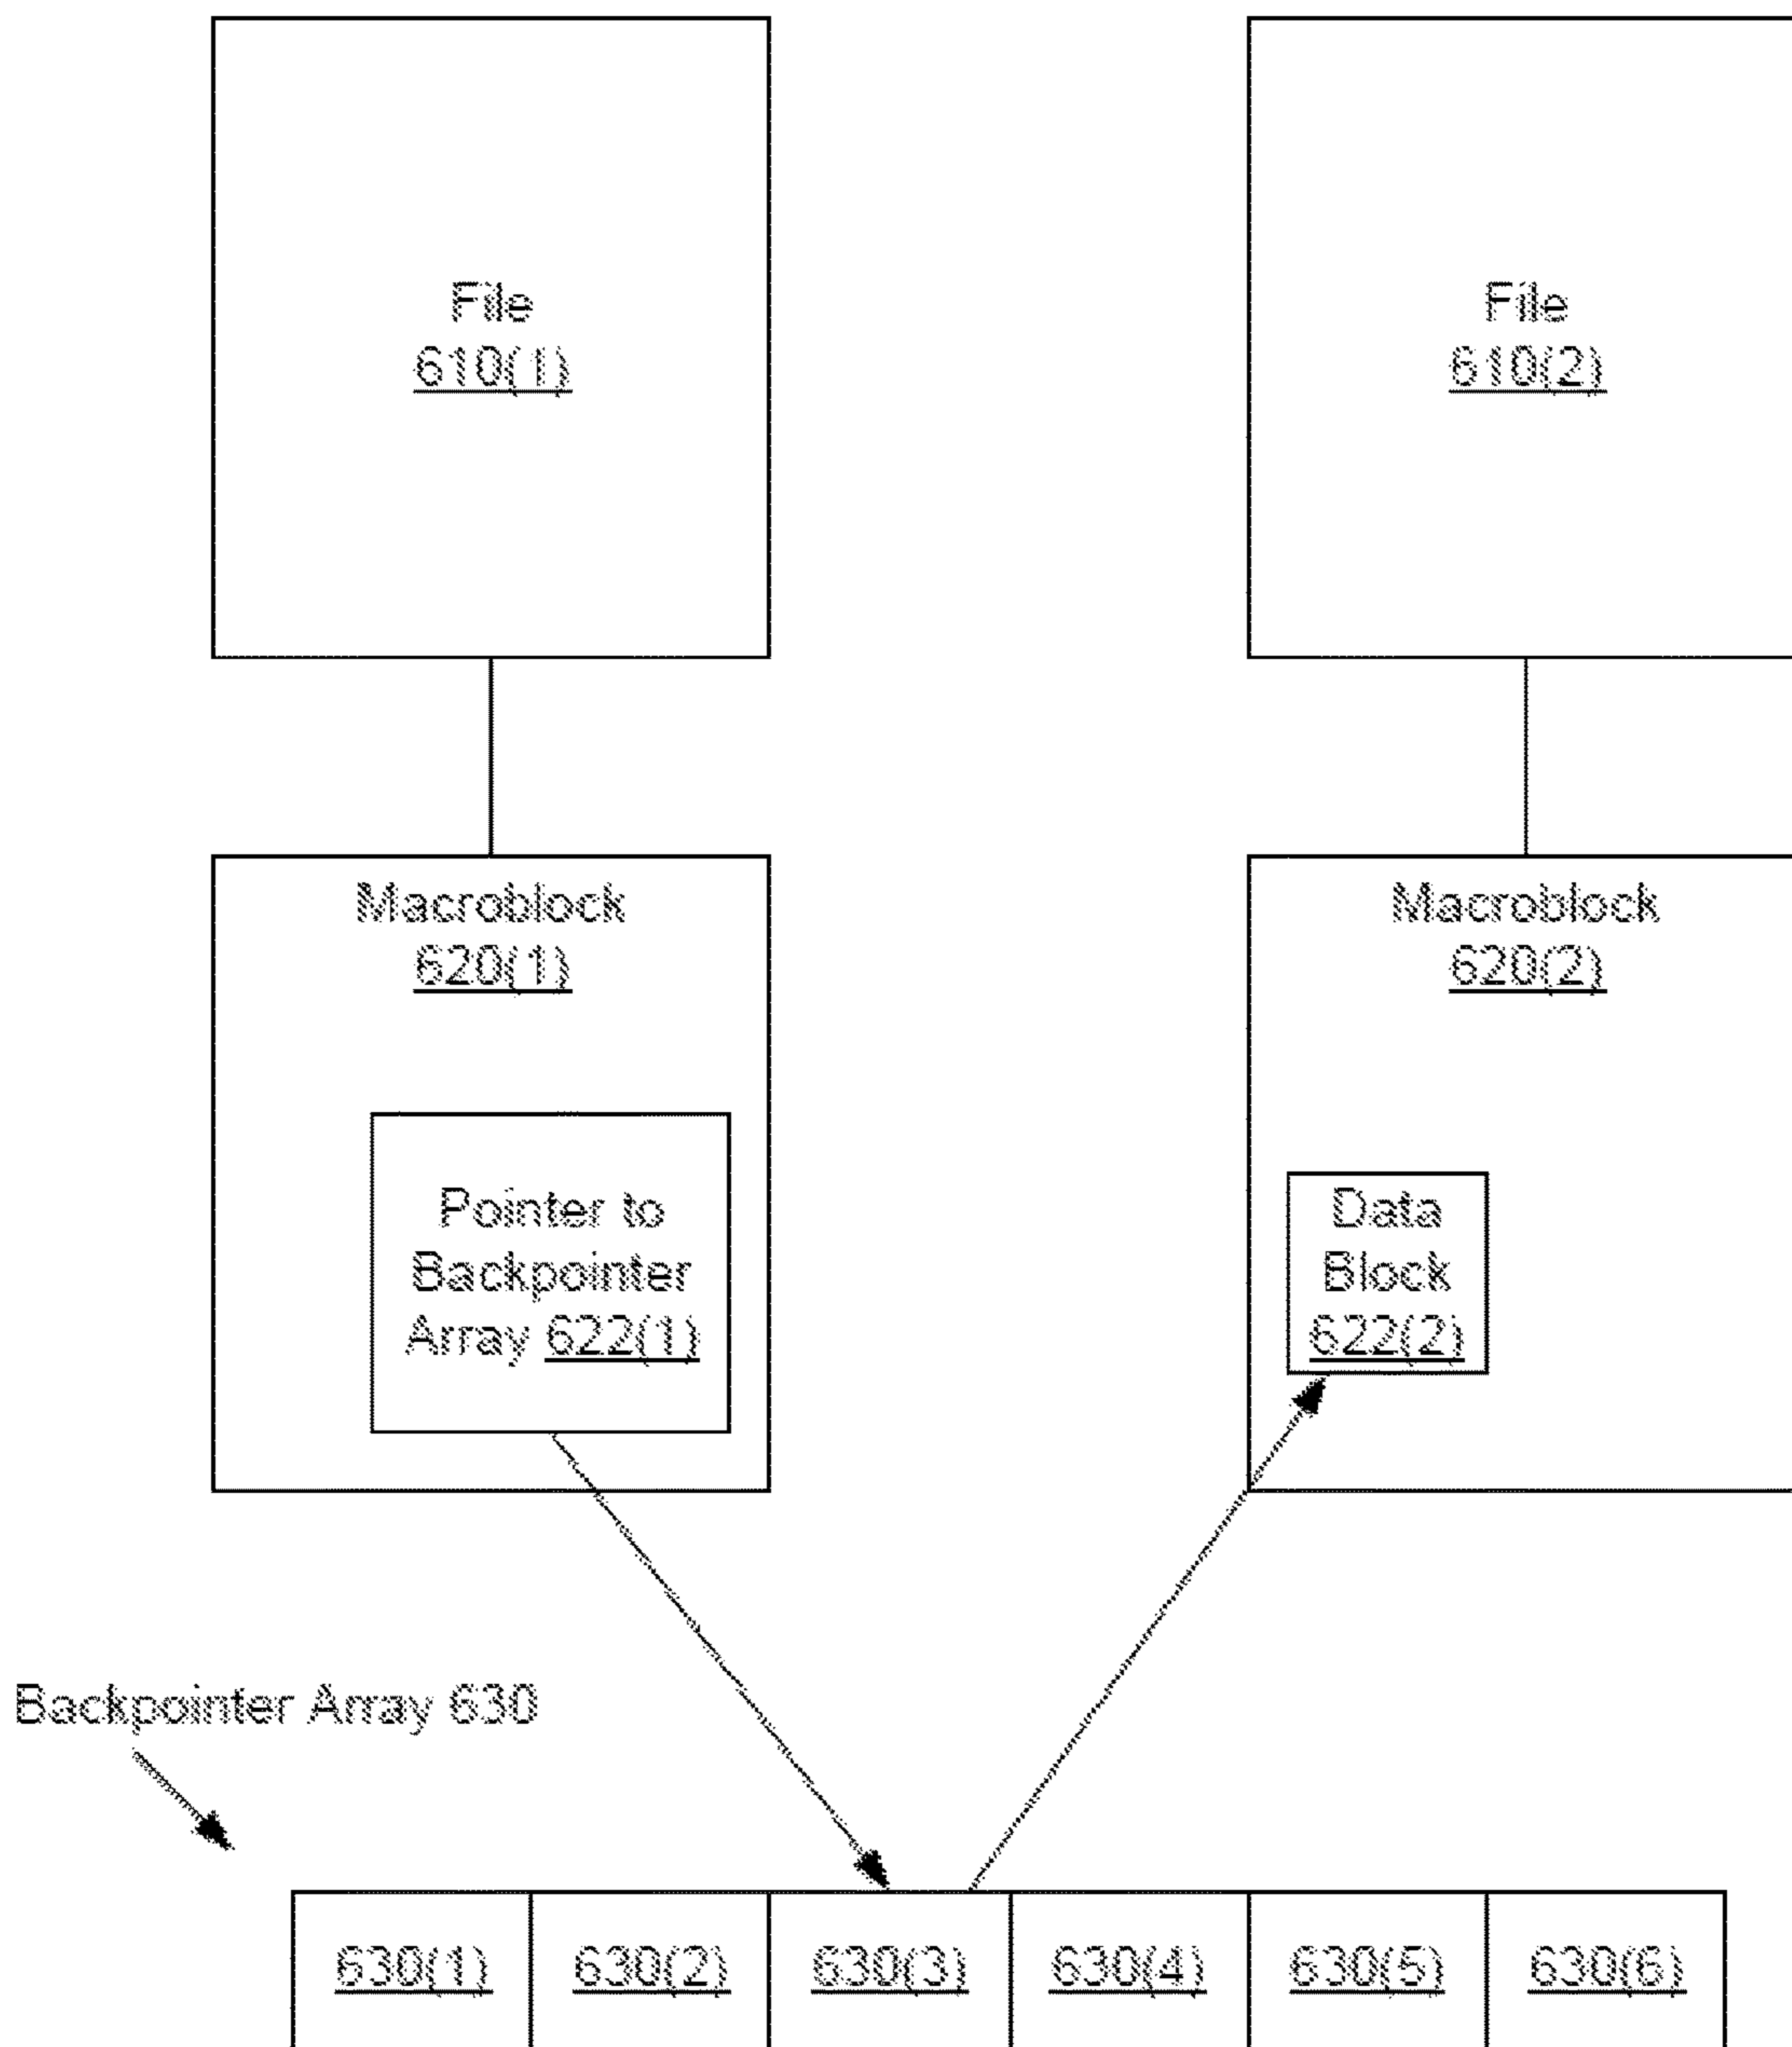 File
610(1)
File
610(2)
Macroblock
620(1)
Macroblock
620(2)
Pointer to
Backpointer
Array 622(1)
Data
Block
622(2)
Backpointer Array 630
630(1) 630(2) 630(3) 630(4) 630(5) 630(6)